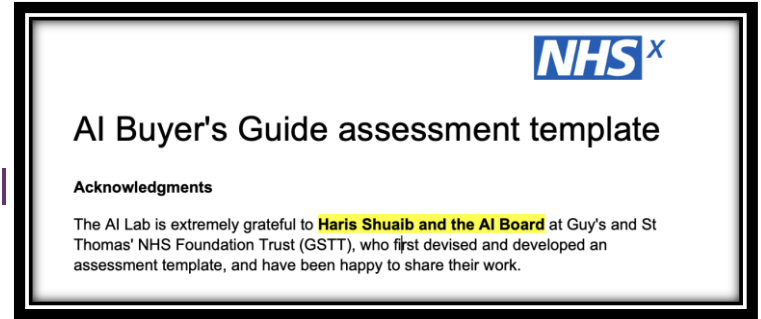 NHS X
AI Buyer's Guide assessment template
Acknowledgments
The AI Lab is extremely grateful to Haris Shuaib and the AI Board at Guy's and St
Thomas' NHS Foundation Trust (GSTT), who first devised and developed an
assessment template, and have been happy to share their work.